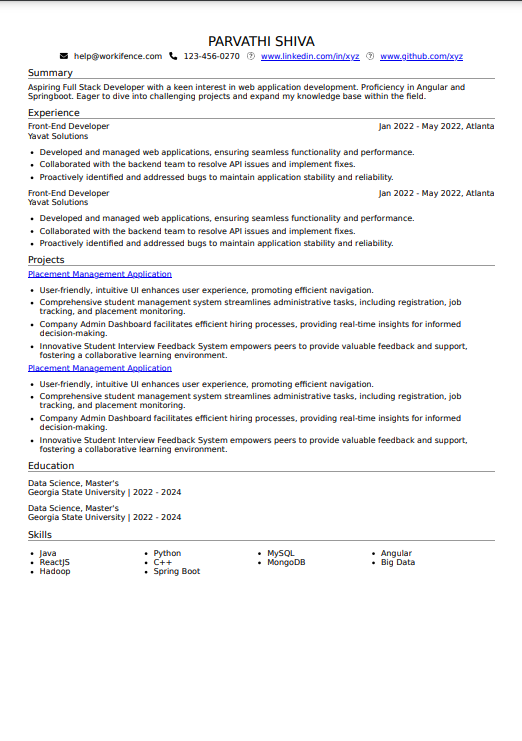 PARVATHI SHIVA
help@workifence.com 123-456-0270 www.linkedin.com/in/xyz www.github.com/xyz
Summary
Aspiring Full Stack Developer with a keen interest in web application development. Proficiency in Angular and
Springboot. Eager to dive into challenging projects and expand my knowledge base within the field.
Experience
Front-End Developer Jan 2022 - May 2022, Atlanta
Yavat Solutions
• Developed and managed web applications, ensuring seamless functionality and performance.
• Collaborated with the backend team to resolve API issues and implement fixes.
• Proactively identified and addressed bugs to maintain application stability and reliability.
Front-End Developer Jan 2022 - May 2022, Atlanta
Yavat Solutions
• Developed and managed web applications, ensuring seamless functionality and performance.
• Collaborated with the backend team to resolve API issues and implement fixes.
• Proactively identified and addressed bugs to maintain application stability and reliability.
Projects
Placement Management Application
• User-friendly, intuitive UI enhances user experience, promoting efficient navigation.
• Comprehensive student management system streamlines administrative tasks, including registration, job
tracking, and placement monitoring.
• Company Admin Dashboard facilitates efficient hiring processes, providing real-time insights for informed
decision-making.
• Innovative Student Interview Feedback System empowers peers to provide valuable feedback and support,
fostering a collaborative learning environment.
Placement Management Application
• User-friendly, intuitive UI enhances user experience, promoting efficient navigation.
• Comprehensive student management system streamlines administrative tasks, including registration, job
tracking, and placement monitoring.
• Company Admin Dashboard facilitates efficient hiring processes, providing real-time insights for informed
decision-making.
• Innovative Student Interview Feedback System empowers peers to provide valuable feedback and support,
fostering a collaborative learning environment.
Education
Data Science, Master's
Georgia State University | 2022 - 2024
Data Science, Master's
Georgia State University | 2022 - 2024
Skills
• Java • Python • MySQL • Angular
• ReactJS • C++ • MongoDB • Big Data
• Hadoop • Spring Boot